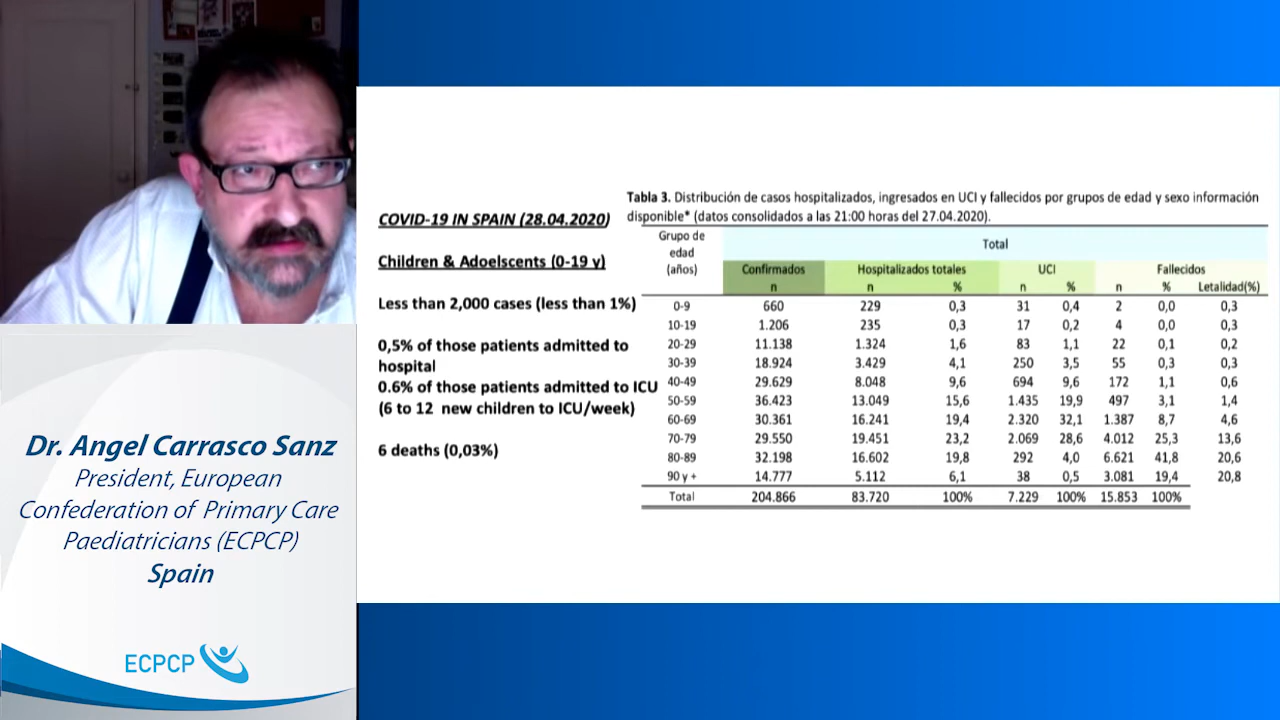 COVID-19 IN SPAIN (28.04.2020)
Children & Adoelscents (0-19 y)
Less than 2,000 cases (less than 1%)
0,5% of those patients admitted to
hospital
0.6% of those patients admitted to ICU
(6 to 12 new children to ICU/week)
6 deaths (0,03%)
Tabla 3. Distribución de casos hospitalizados, ingresados en UCI y fallecidos por grupos de edad y sexo información
disponible* (datos consolidados a las 21:00 horas del 27.04.2020).
Grupo de
edad
(años)
Total
Confirmados Hospitalizados totales UCI Fallecidos
n n % n % n % Letalidad(%)
0-9 660 229 0,3 31 0,4 2 0,0 0,3
10-19 1.206 235 0,3 17 0,2 4 0,0 0,3
20-29 11.138 1.324 1,6 83 1,1 22 0,1 0,2
30-39 18.924 3.429 4,1 250 3,5 55 0,3 0,3
40-49 29.629 8.048 9,6 694 9,6 172 1,1 0,6
50-59 36.423 13.049 15,6 1.435 19,9 497 3,1 1,4
60-69 30.361 16.241 19,4 2.320 32,1 1.387 8,7 4,6
70-79 29.550 19.451 23,2 2.069 28,6 4.012 25,3 13,6
80-89 32.198 16.602 19,8 292 4,0 6.621 41,8 20,6
90 y + 14.777 5.112 6,1 38 0,5 3.081 19,4 20,8
Total 204.866 83.720 100% 7.229 100% 15.853 100%
Dr. Angel Carrasco Sanz
President, European
Confederation of Primary Care
Paediatricians (ECPCP)
Spain
ECPCP